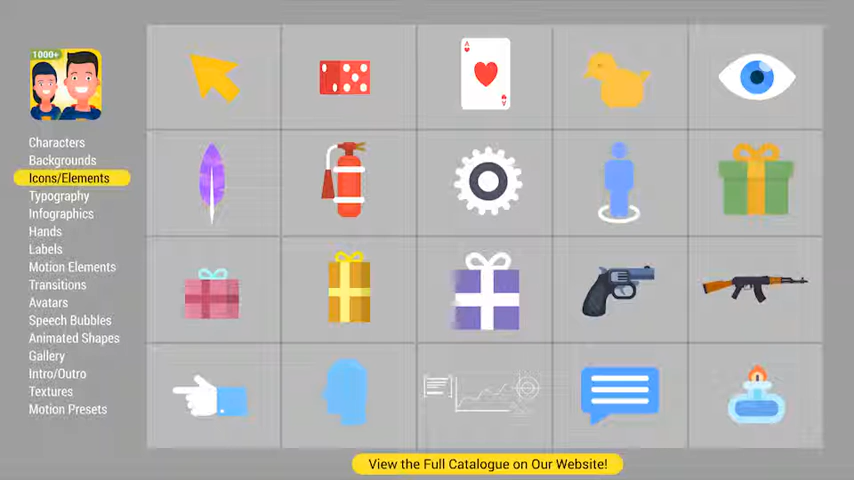 1000+
Characters
Backgrounds
Icons/Elements
Typography
Infographics
Hands
Labels
Motion Elements
Transitions
Avatars
Speech Bubbles
Animated Shapes
Gallery
Intro/Outro
Textures
Motion Presets
A
A
View the Full Catalogue on Our Website!